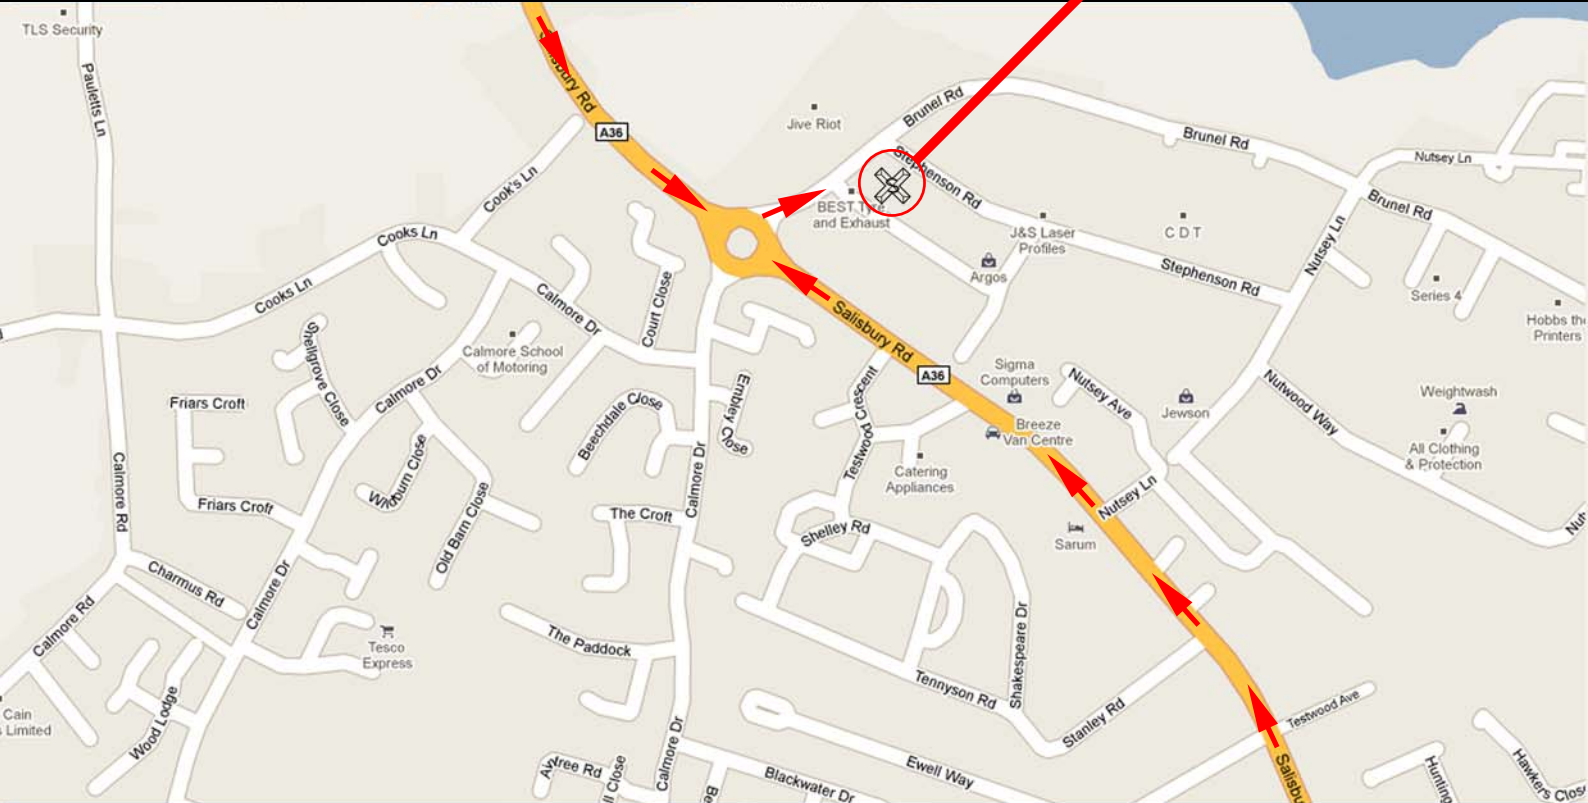 TLS Security
Pauletts Ln
Salisbury Rd
A36
Jive Riot
Brunel Rd
Brunel Rd
Nutsey Ln
Stephenson Rd
S
Cook's Ln
BEST Tyre
and Exhaust
J&S Laser
Profiles
C D T
Brunel Rd
Nutsey Ln
Cooks Ln
Cooks Ln
Argos
Stephenson Rd
Series 4
Hobbs the
Printers
Calmore Dr
Court Close
Salisbury Rd
A36
Calmore School
of Motoring
Shellgrove Close
Sigma
Computers
Nutsey Ave
Jewson
Nutwood Way
Weightwash
Friars Croft
Calmore Dr
Beechdale Close
Embley Close
Testwood Crescent
Breeze
Van Centre
All Clothing
& Protection
Calmore Rd
Wildburn Close
Old Barn Close
Calmore Dr
Catering
Appliances
Nutsey Ln
Friars Croft
The Croft
Shelley Rd
Sarum
Charmus Rd
Calmore Dr
Calmore Rd
Tesco
Express
The Paddock
Shakespeare Dr
Tennyson Rd
Stanley Rd
Testwood Ave
Cain
Limited
Wood Lodge
Calmore Dr
Blackwater Dr
Ewell Way
Salisbu
Hawkers Clos